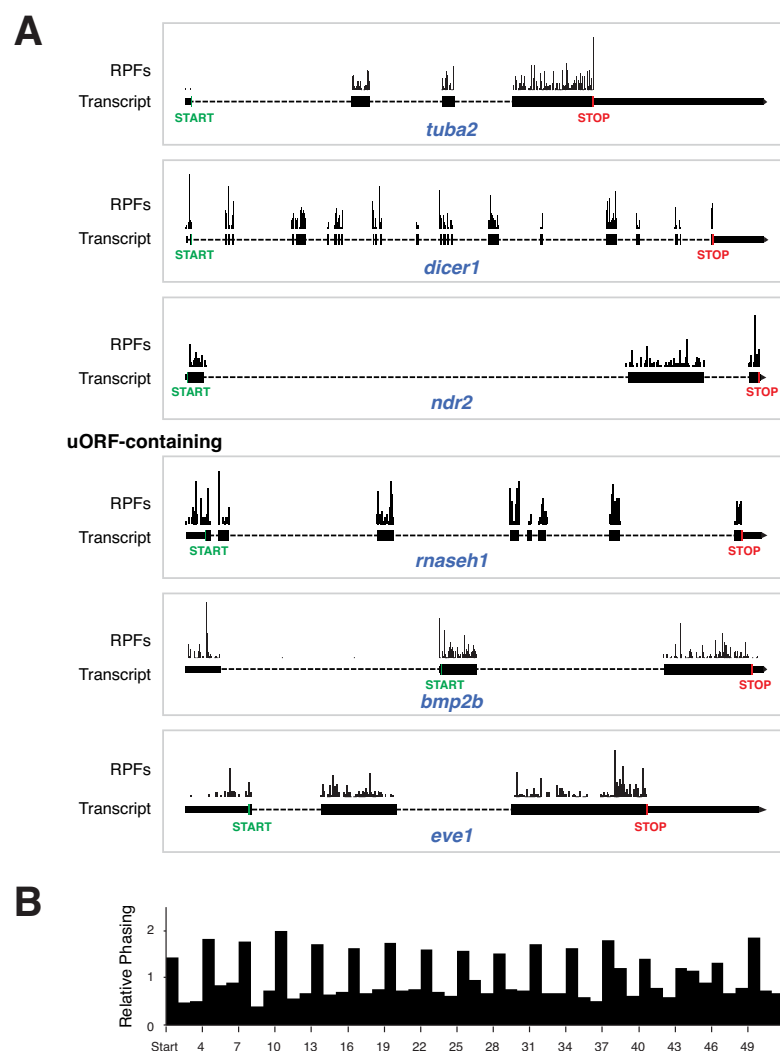 A
RPFs
Transcript
START
STOP
tuba2
RPFs
Transcript
START
STOP
dicer1
RPFs
Transcript
START
STOP
ndr2
uORF-containing
RPFs
Transcript
START
STOP
rnaseh1
RPFs
Transcript
START
STOP
bmp2b
RPFs
Transcript
START
STOP
eve1
B
Relative Phasing
2
1
0
Start 4 7 10 13 16 19 22 25 28 31 34 37 40 43 46 49